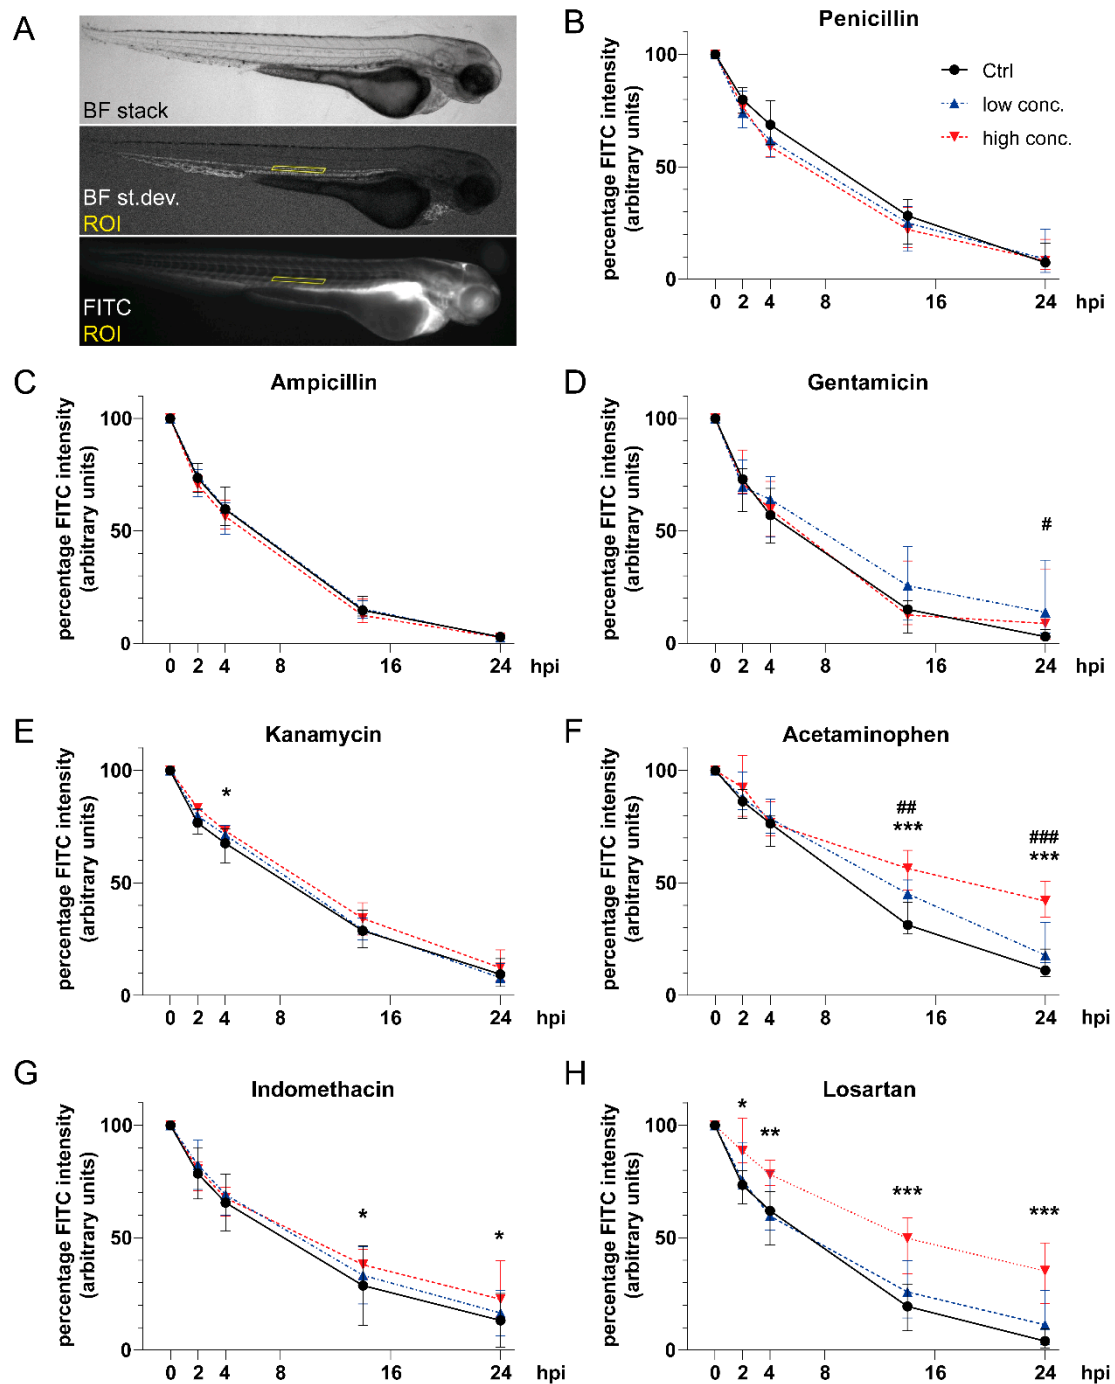 A
BF stack
BF st.dev.
ROI
FITC
ROI
B
Penicillin
percentage FITC intensity
(arbitrary units)
100
50
0
0 2 4 8 16 24 hpi
Ctrl
low conc.
high conc.
C
Ampicillin
percentage FITC intensity
(arbitrary units)
100
50
0
0 2 4 8 16 24 hpi
D
Gentamicin
percentage FITC intensity
(arbitrary units)
100
50
0
#
0 2 4 8 16 24 hpi
E
Kanamycin
percentage FITC intensity
(arbitrary units)
100
50
0
*
0 2 4 8 16 24 hpi
F
Acetaminophen
percentage FITC intensity
(arbitrary units)
100
50
0
##
***
###
***
0 2 4 8 16 24 hpi
G
Indomethacin
percentage FITC intensity
(arbitrary units)
100
50
0
*
*
0 2 4 8 16 24 hpi
H
Losartan
percentage FITC intensity
(arbitrary units)
100
50
0
*
**
***
***
0 2 4 8 16 24 hpi